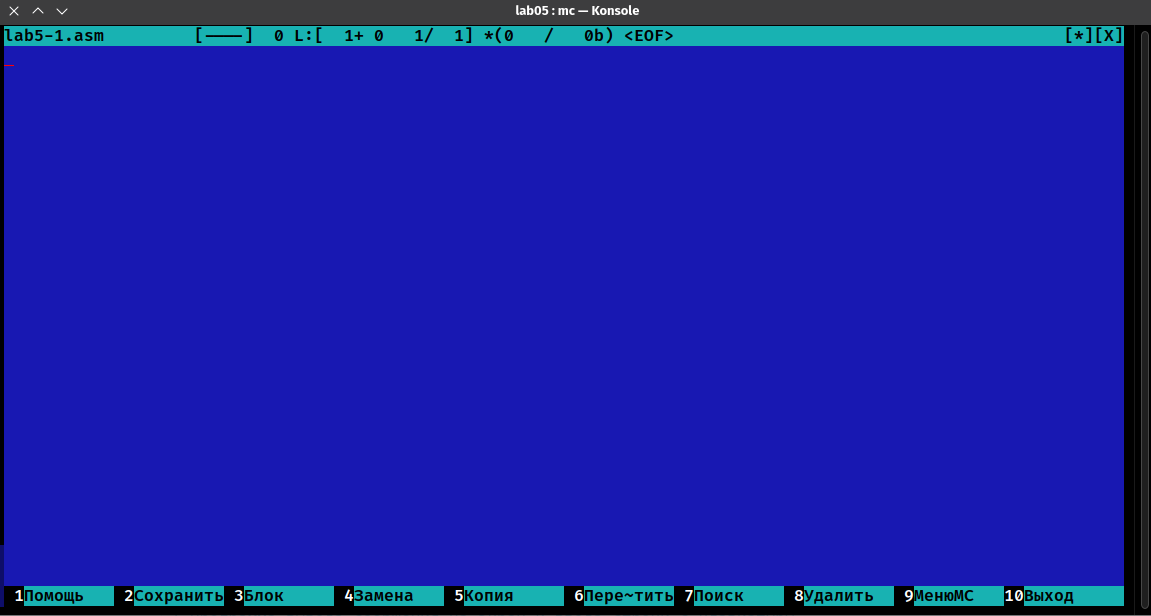 lab05 : mc — Konsole
lab5-1.asm [----] 0 L:[ 1+ 0 1/ 1] *(0 / 0b) <EOF> [*][X]
1Помощь 2Сохранить 3Блок 4Замена 5Копия 6Пере~тить 7Поиск 8Удалить 9МенюMC 10Выход